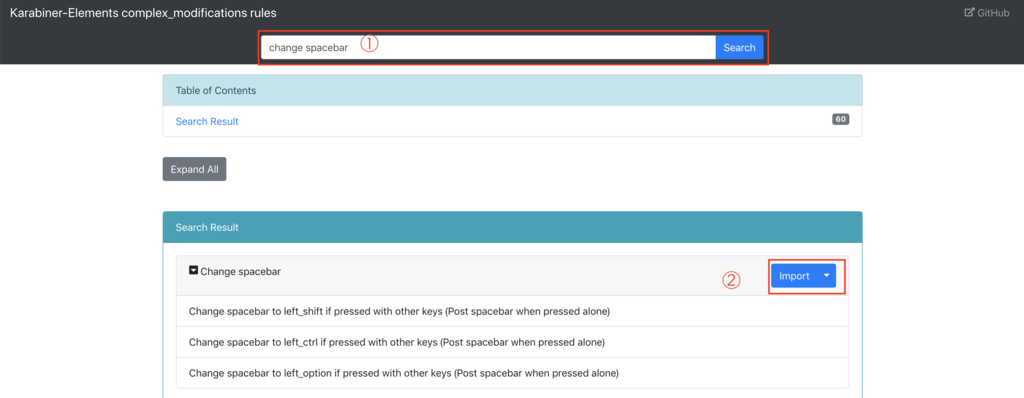 Karabiner-Elements complex_modifications rules
GitHub
change spacebar
①
Search
Table of Contents
Search Result
60
Expand All
Search Result
Change spacebar
②
Import
Change spacebar to left_shift if pressed with other keys (Post spacebar when pressed alone)
Change spacebar to left_ctrl if pressed with other keys (Post spacebar when pressed alone)
Change spacebar to left_option if pressed with other keys (Post spacebar when pressed alone)